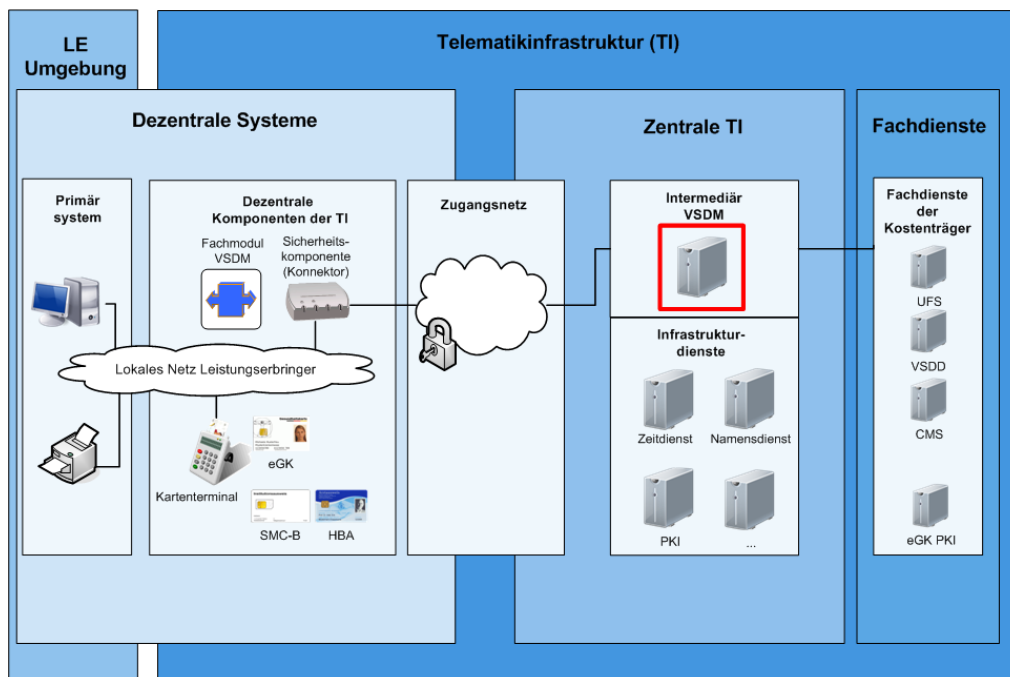 LE
Umgebung
Telematikinfrastruktur (TI)
Dezentrale Systeme
Zentrale TI
Fachdienste
Primär
system
Dezentrale
Komponenten der TI
Fachmodul
VSDM
Sicherheits-
komponente
(Konnektor)
Lokales Netz Leistungserbringer
Kartenterminal
eGK
SMC-B
HBA
Zugangsnetz
Intermediär
VSDM
Infrastruktur-
dienste
Zeitdienst
Namensdienst
PKI
...
Fachdienste
der
Kostenträger
UFS
VSDD
CMS
eGK PKI